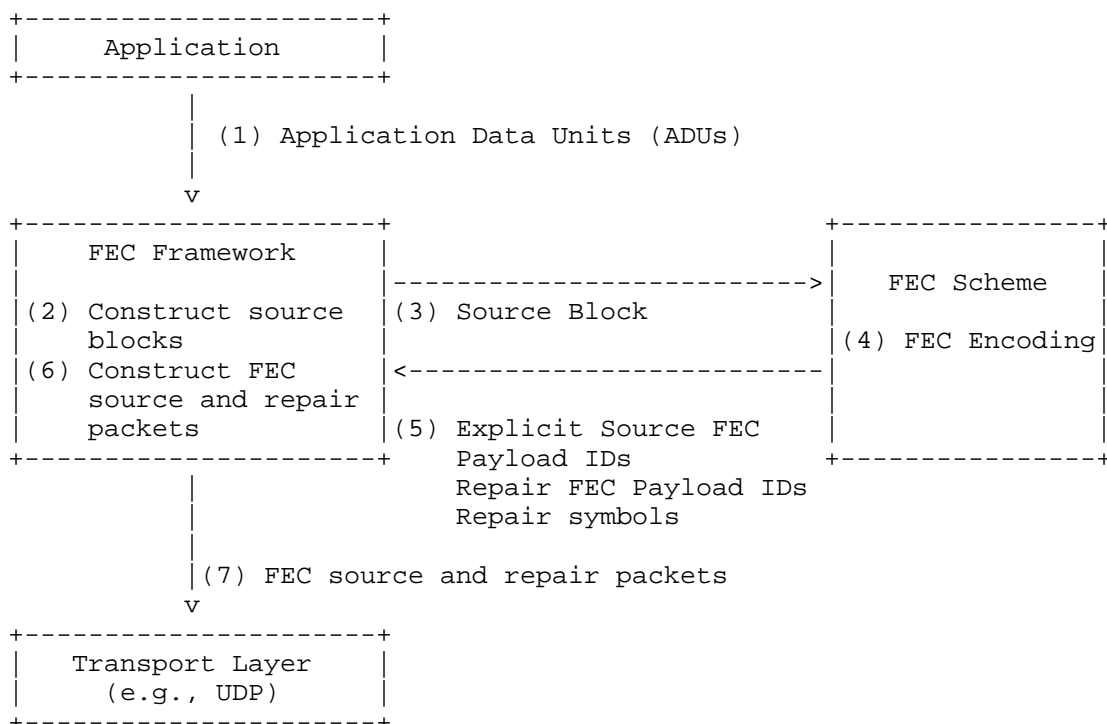 Application
(1) Application Data Units (ADUs)
v
FEC Framework
FEC Scheme
(2) Construct source
(3) Source Block
blocks
(4) FEC Encoding
(6) Construct FEC
source and repair
packets
(5) Explicit Source FEC
Payload IDs
Repair FEC Payload IDs
Repair symbols
(7) FEC source and repair packets
v
Transport Layer
(e.g., UDP)